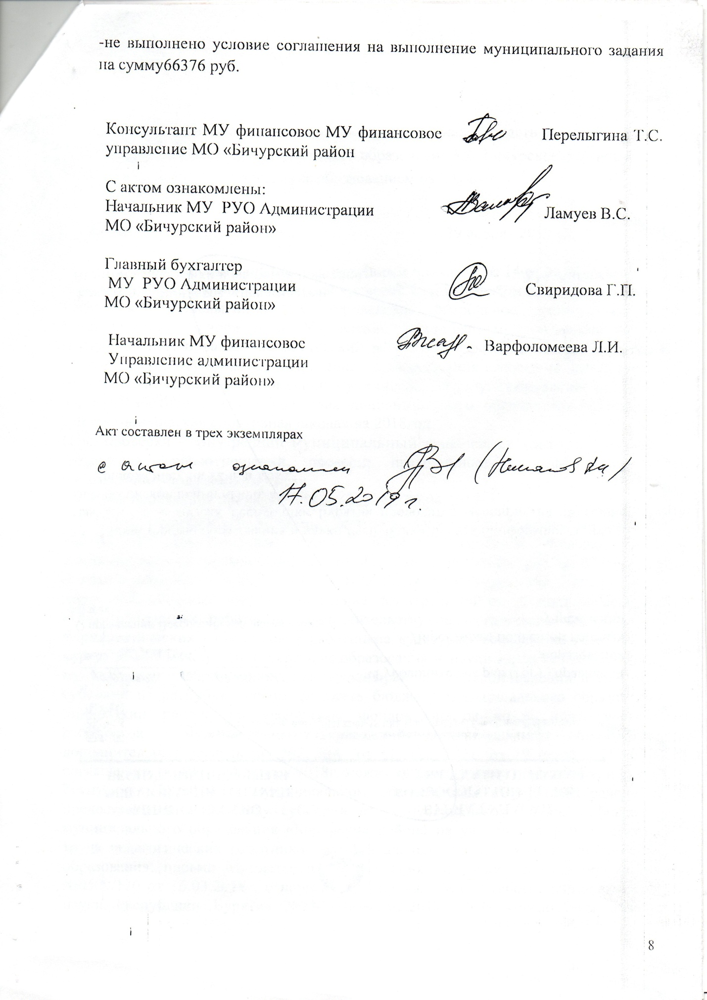 -не выполнено условие соглашения на выполнение муниципального задания
на сумму66376 руб.
Консультант МУ финансовое МУ финансовое Перелыгина Т.С.
управление МО «Бичурский район
С актом ознакомлены:
Начальник МУ РУО Администрации Ламуев В.С.
МО «Бичурский район»
Главный бухгалтер
МУ РУО Администрации Свиридова Г.П.
МО «Бичурский район»
Начальник МУ финансовое Варфоломеева Л.И.
Управление администрации
МО «Бичурский район»
Акт составлен в трех экземплярах
с актом ознакомлен
17.05.2019 г.
8